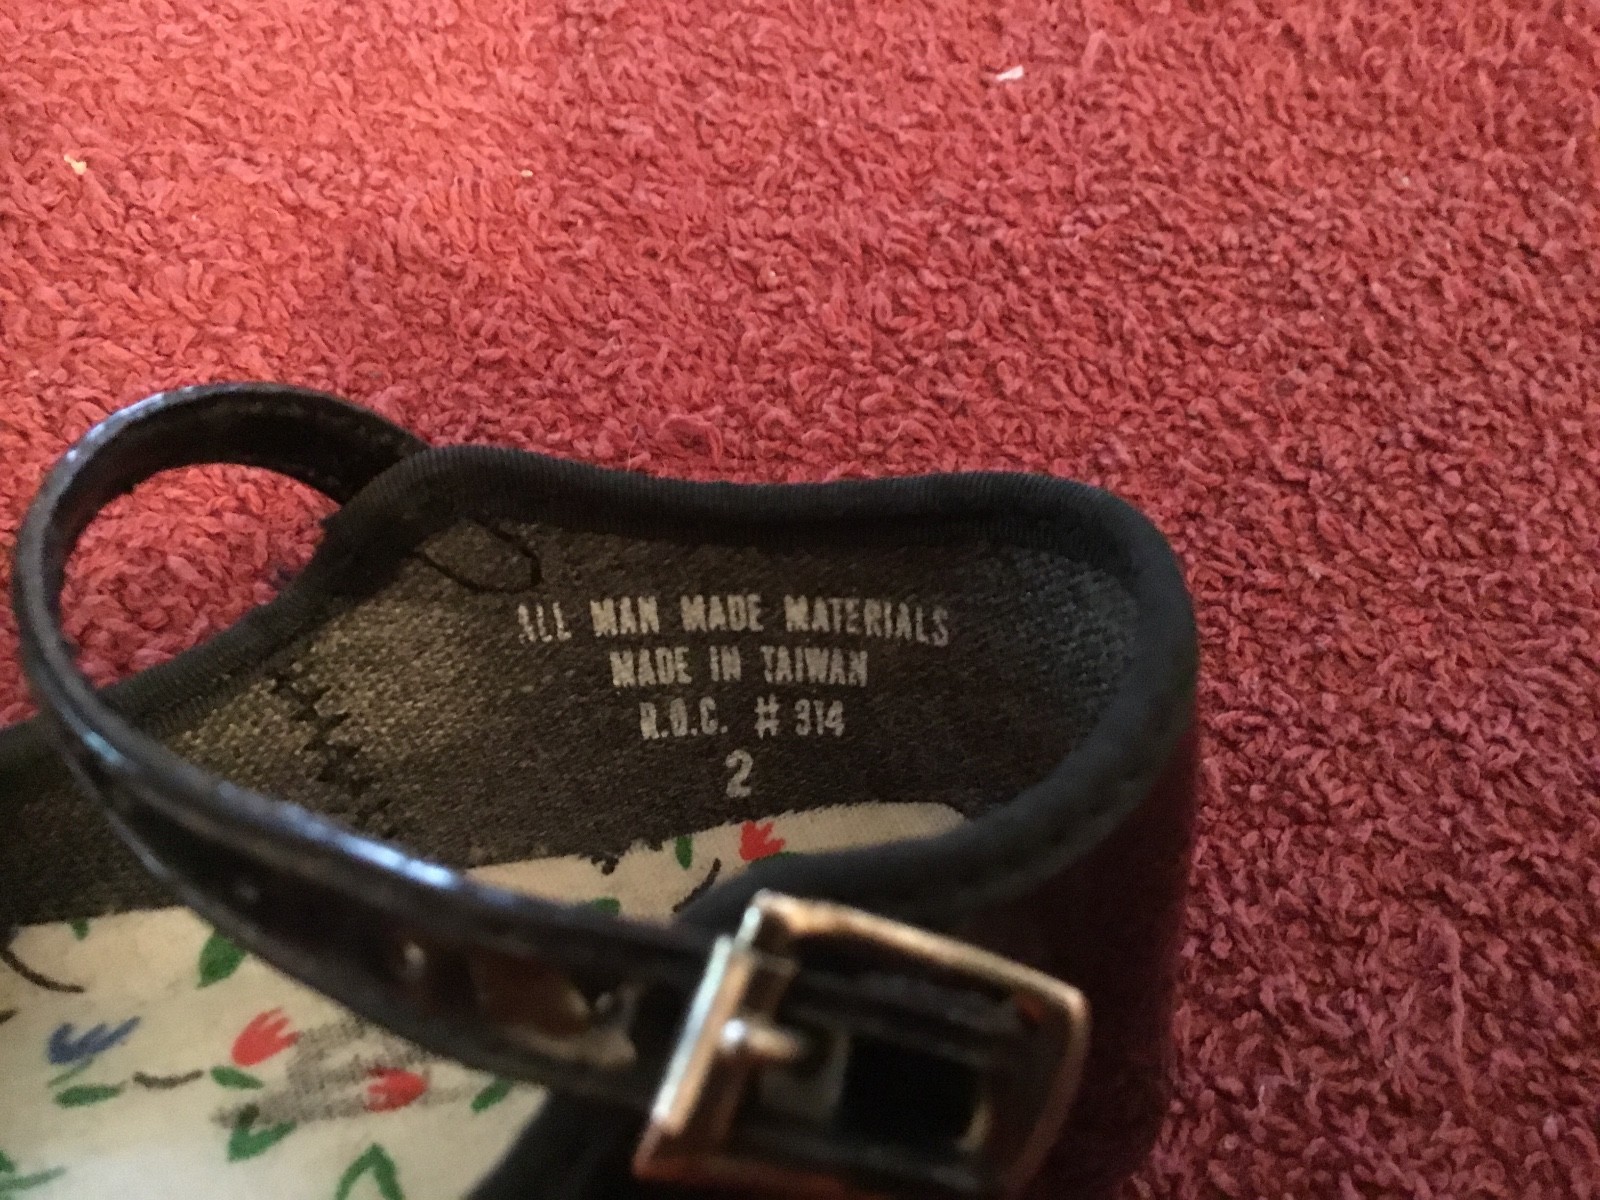 ALL MAN MADE MATERIALS
MADE IN TAIWAN
R.O.C. # 314
2